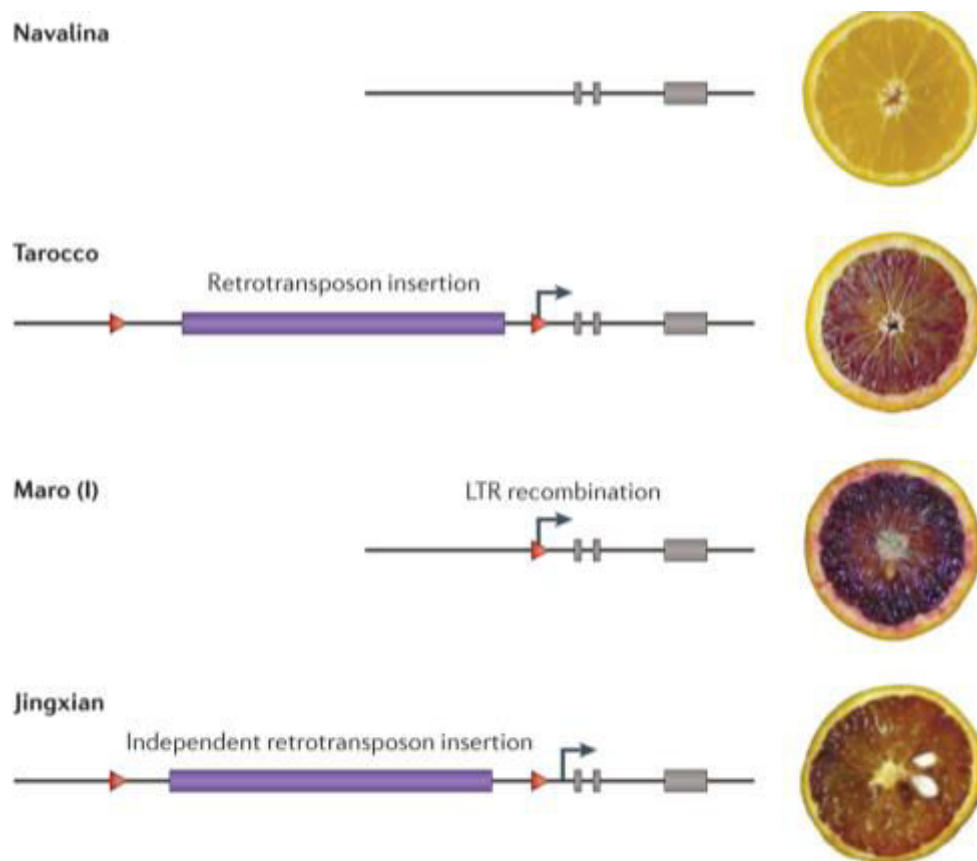 Navalina
Tarocco
Retrotransposon insertion
Maro (I)
LTR recombination
Jingxian
Independent retrotransposon insertion